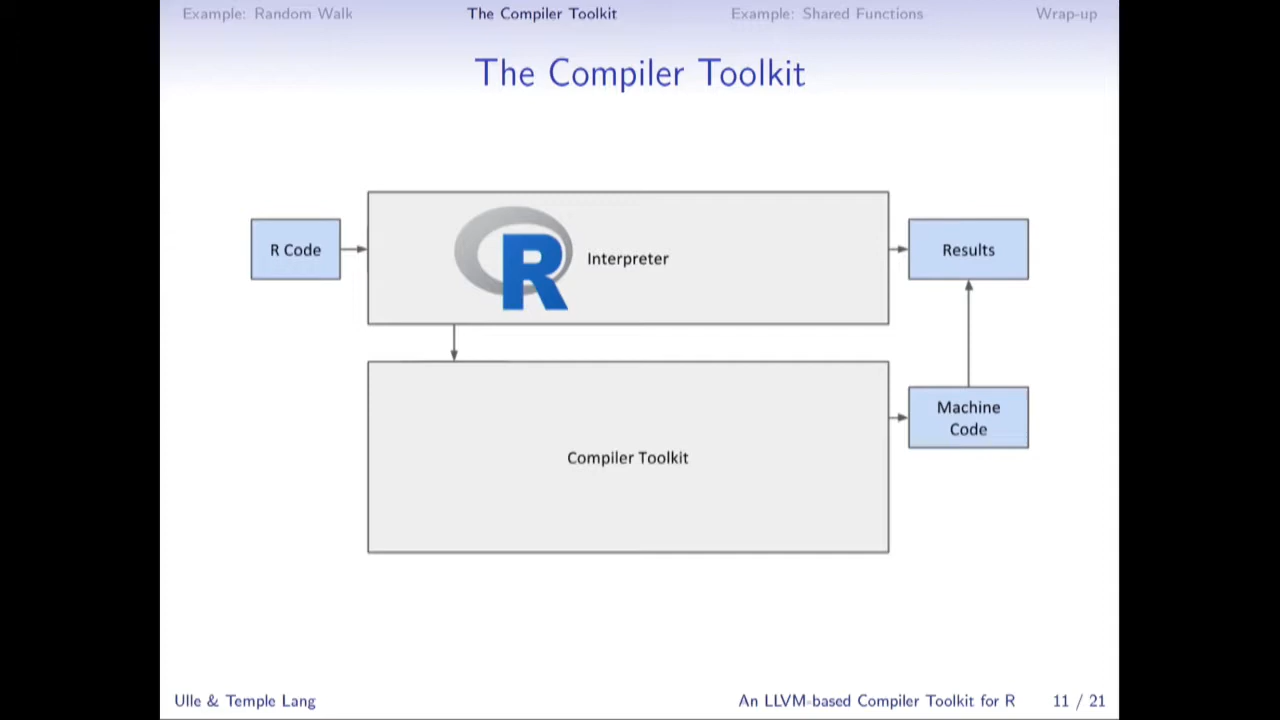 Example: Random Walk The Compiler Toolkit Example: Shared Functions Wrap-up
The Compiler Toolkit
R Code
R
Interpreter
Results
Compiler Toolkit
Machine
Code
Ulle & Temple Lang An LLVM-based Compiler Toolkit for R 11 / 21